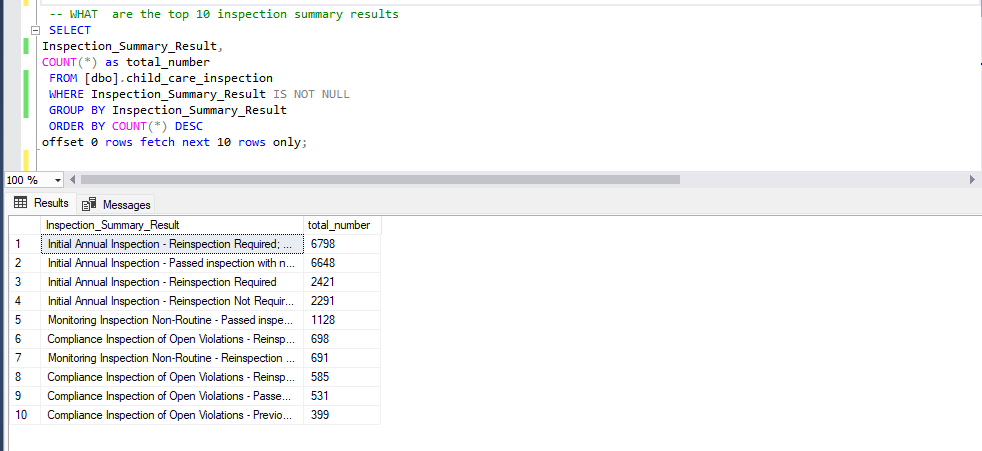 -- WHAT  are the top 10 inspection summary results
SELECT
Inspection_Summary_Result,
COUNT(*) as total_number
FROM [dbo].child_care_inspection
WHERE Inspection_Summary_Result IS NOT NULL
GROUP BY Inspection_Summary_Result
ORDER BY COUNT(*) DESC
offset 0 rows fetch next 10 rows only;
100 %
Results Messages
Inspection_Summary_Result total_number
1 Initial Annual Inspection - Reinspection Required; ... 6798
2 Initial Annual Inspection - Passed inspection with n... 6648
3 Initial Annual Inspection - Reinspection Required 2421
4 Initial Annual Inspection - Reinspection Not Requir... 2291
5 Monitoring Inspection Non-Routine - Passed inspe... 1128
6 Compliance Inspection of Open Violations - Reinsp... 698
7 Monitoring Inspection Non-Routine - Reinspection ... 691
8 Compliance Inspection of Open Violations - Reinsp... 585
9 Compliance Inspection of Open Violations - Passe... 531
10 Compliance Inspection of Open Violations - Previo... 399